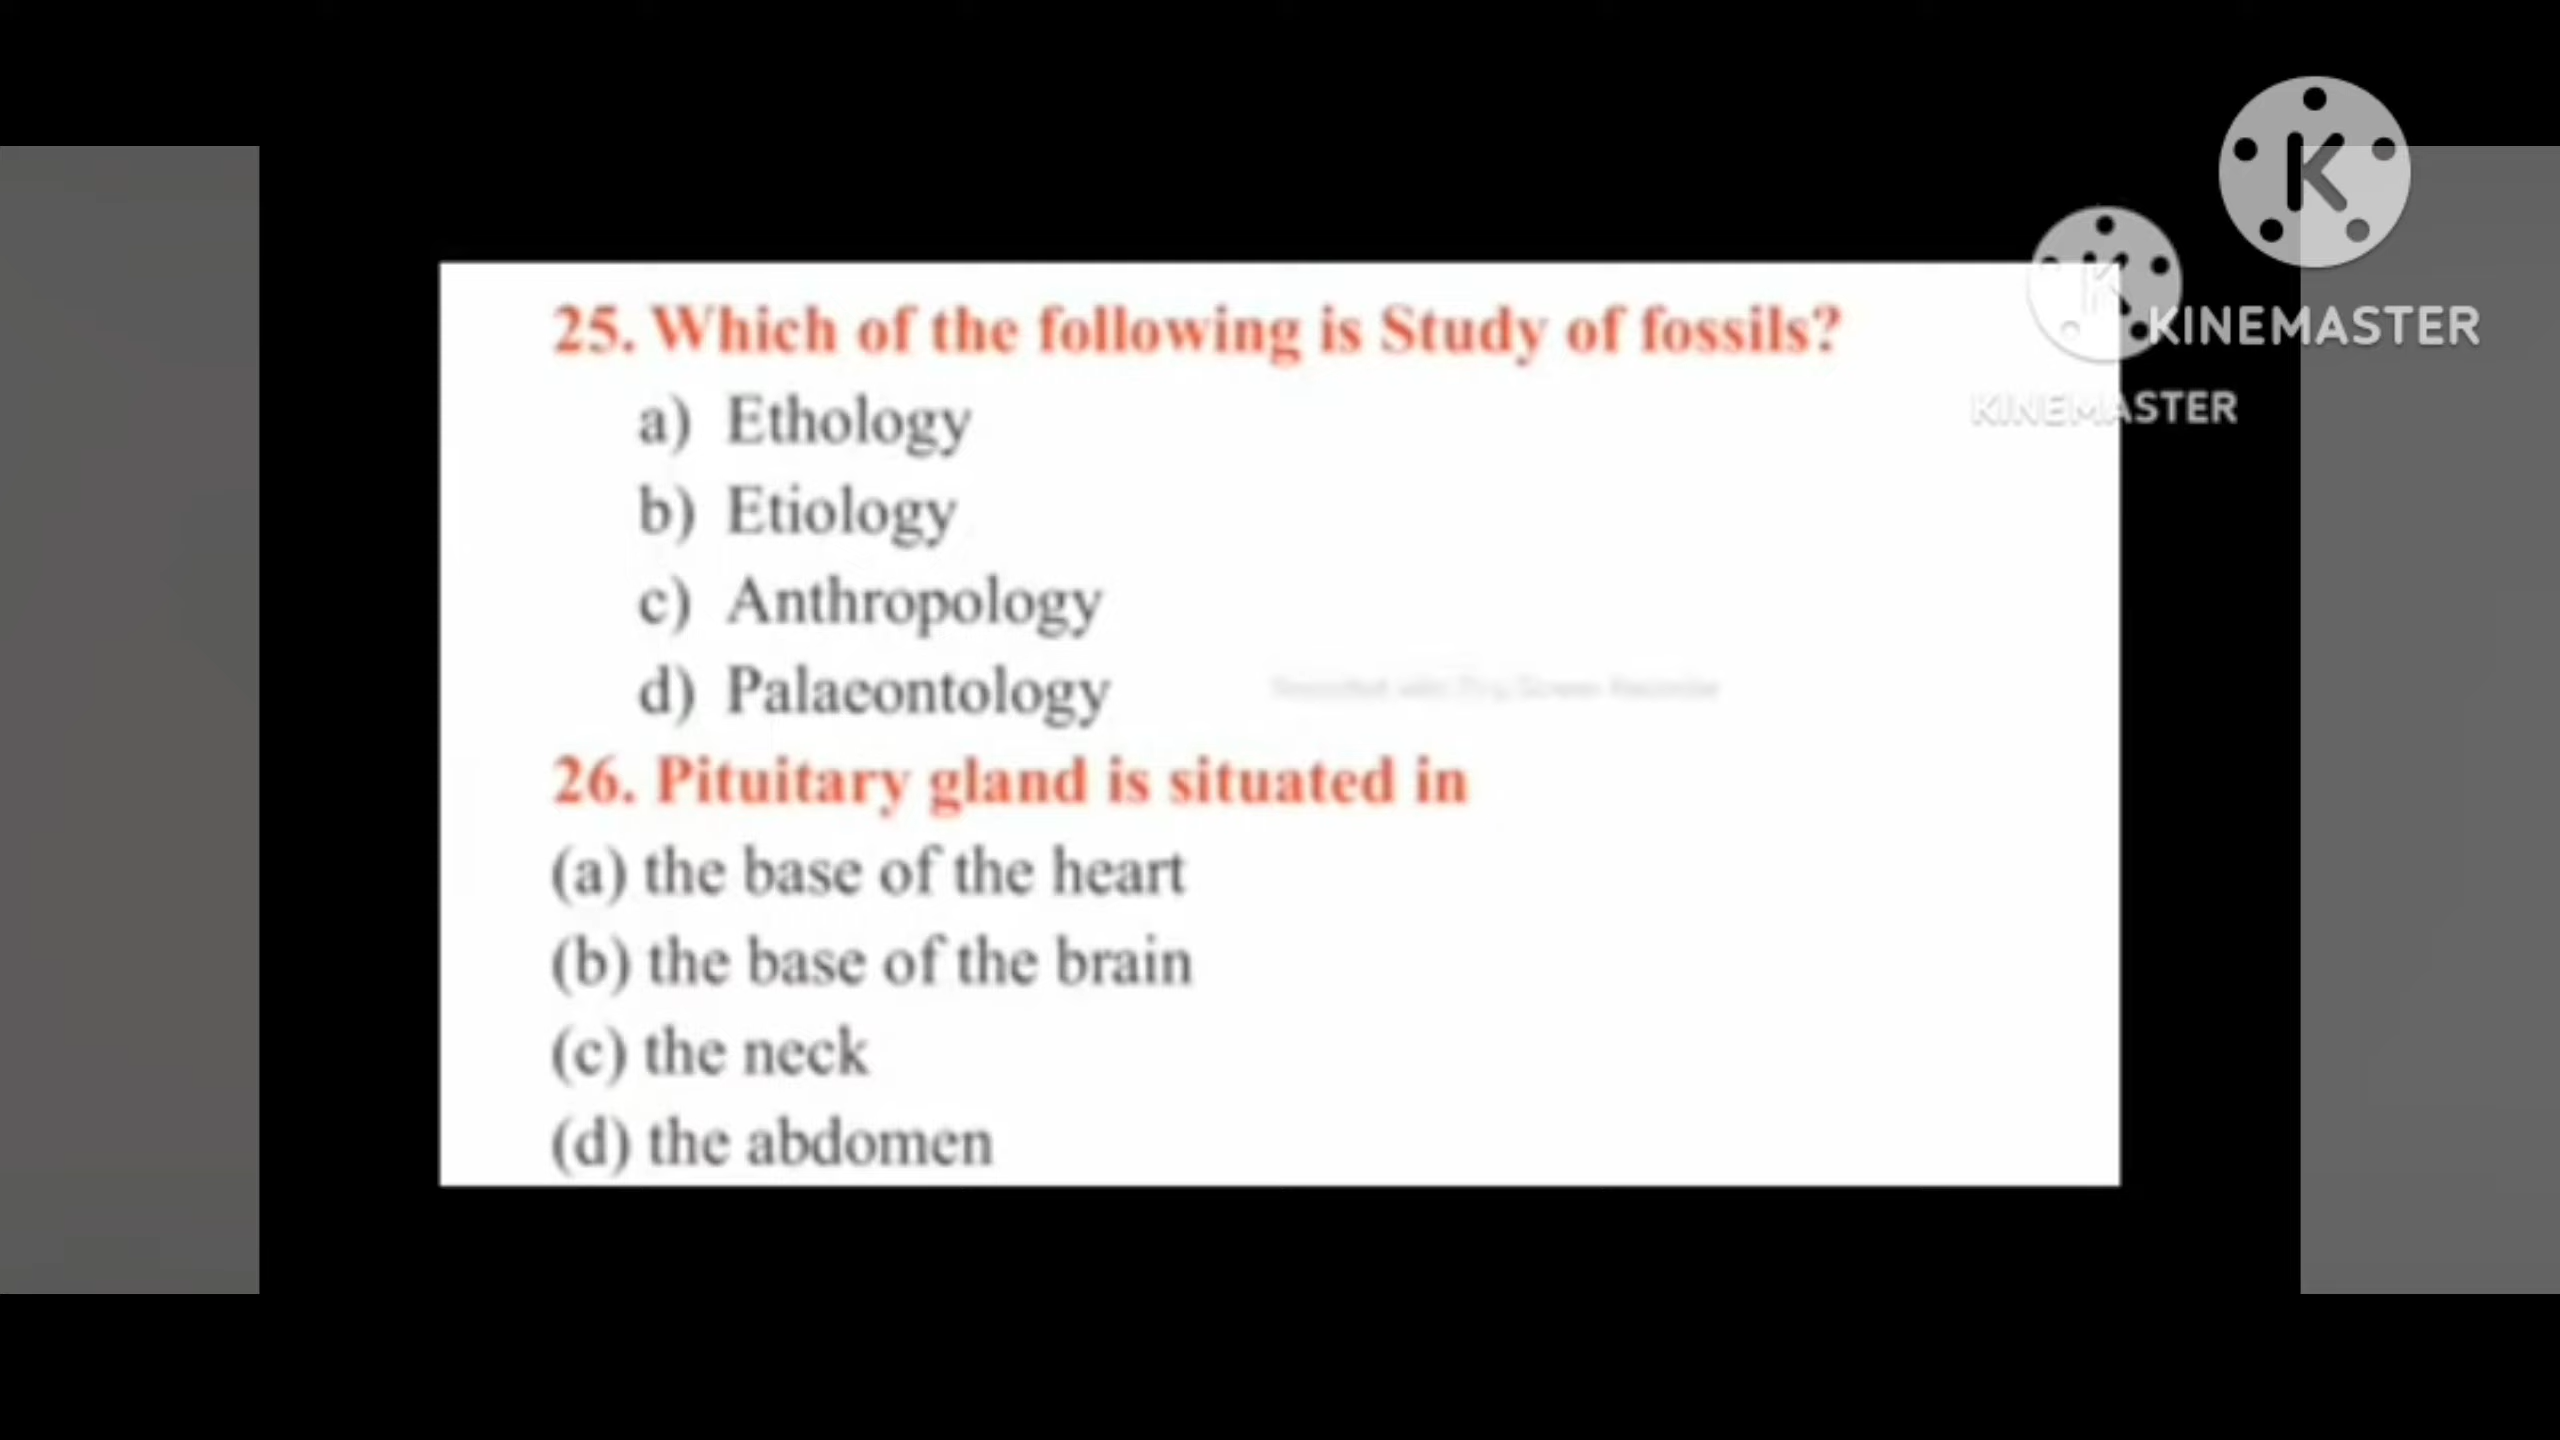 25. Which of the following is Study of fossils?
a) Ethology
b) Etiology
c) Anthropology
d) Palaeontology
26. Pituitary gland is situated in
(a) the base of the heart
(b) the base of the brain
(c) the neck
(d) the abdomen
KINEMASTER
KINEMASTER